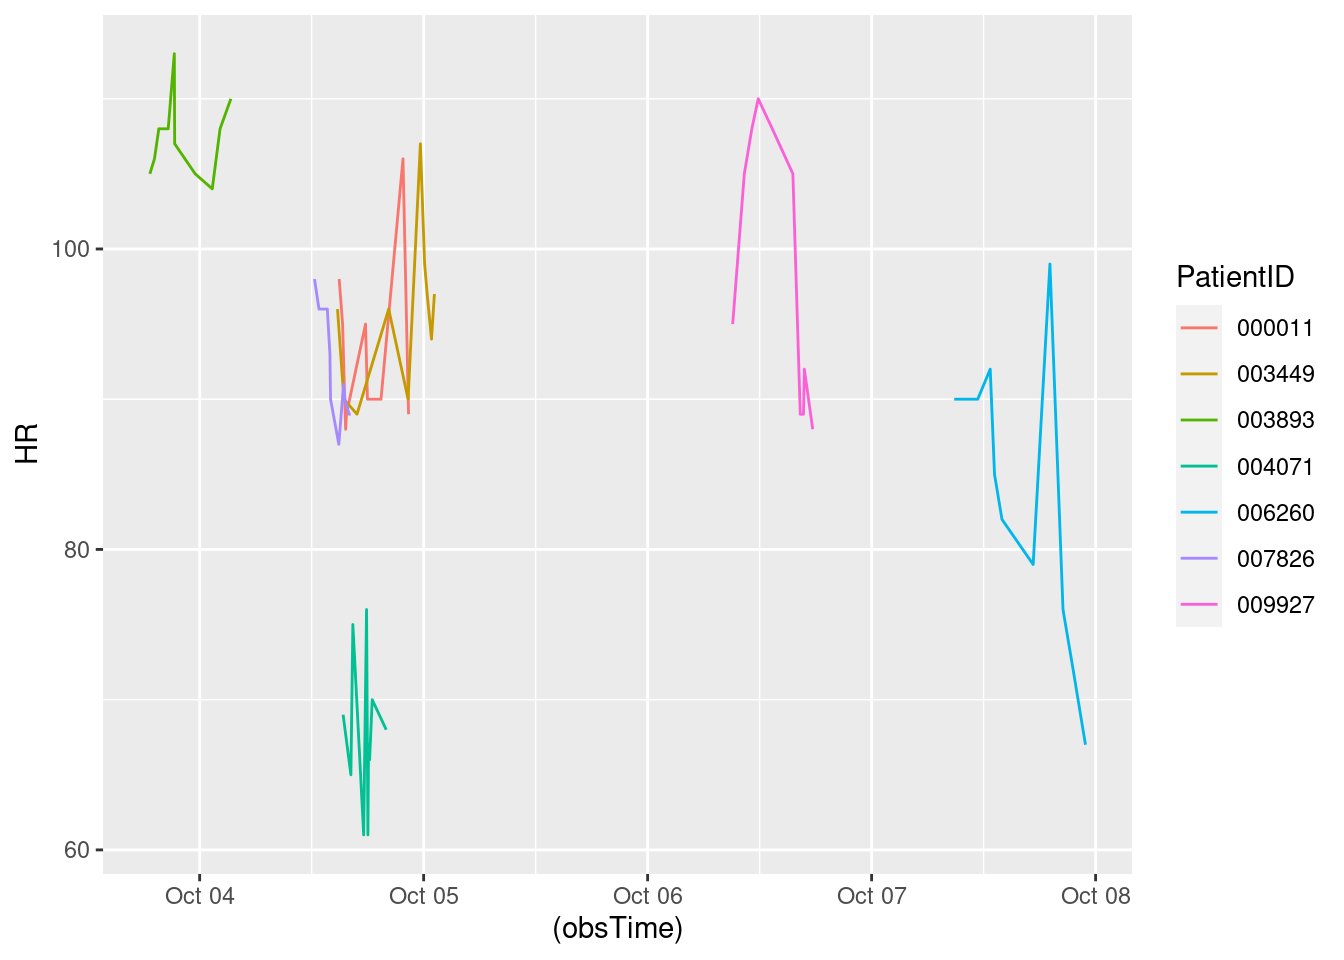 HR
100
80
60
Oct 04
Oct 05
Oct 06
Oct 07
Oct 08
(obsTime)
PatientID
000011
003449
003893
004071
006260
007826
009927